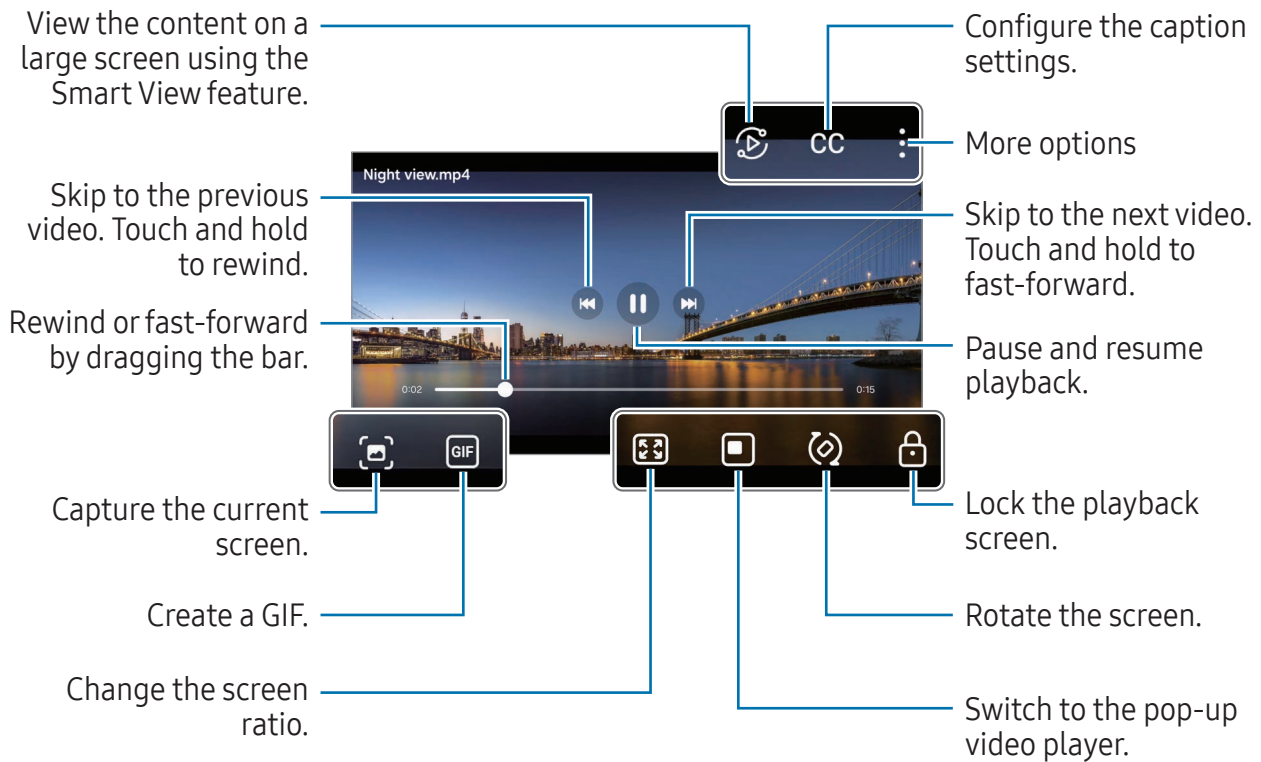 View the content on a
large screen using the
Smart View feature.
Configure the caption
settings.
CC
More options
Night view.mp4
Skip to the previous
video. Touch and hold
to rewind.
Skip to the next video.
Touch and hold to
fast-forward.
Rewind or fast-forward
by dragging the bar.
Pause and resume
playback.
0:02
0:15
GIF
Capture the current
screen.
Lock the playback
screen.
Create a GIF.
Rotate the screen.
Change the screen
ratio.
Switch to the pop-up
video player.